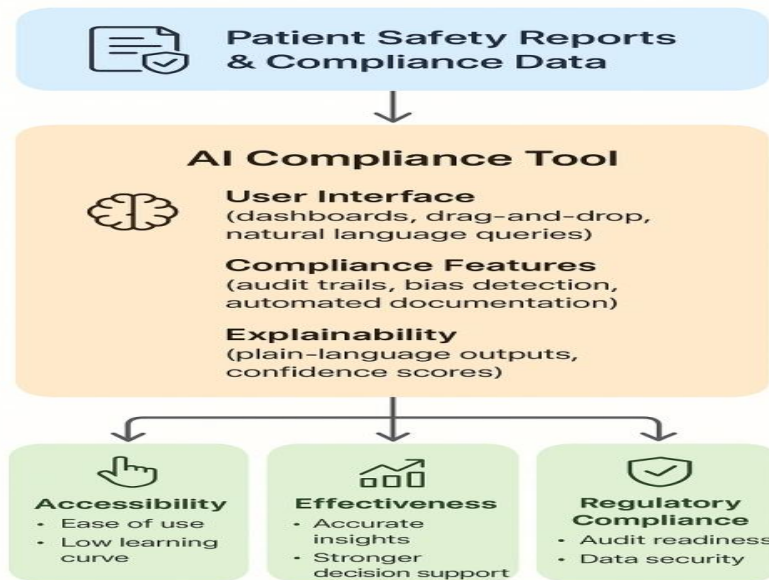 Patient Safety Reports
& Compliance Data
AI Compliance Tool
User Interface
(dashboards, drag-and-drop,
natural language queries)
Compliance Features
(audit trails, bias detection,
automated documentation)
Explainability
(plain-language outputs,
confidence scores)
Accessibility
• Ease of use
• Low learning
curve
Effectiveness
• Accurate
insights
• Stronger
decision support
Regulatory
Compliance
• Audit readiness
• Data security